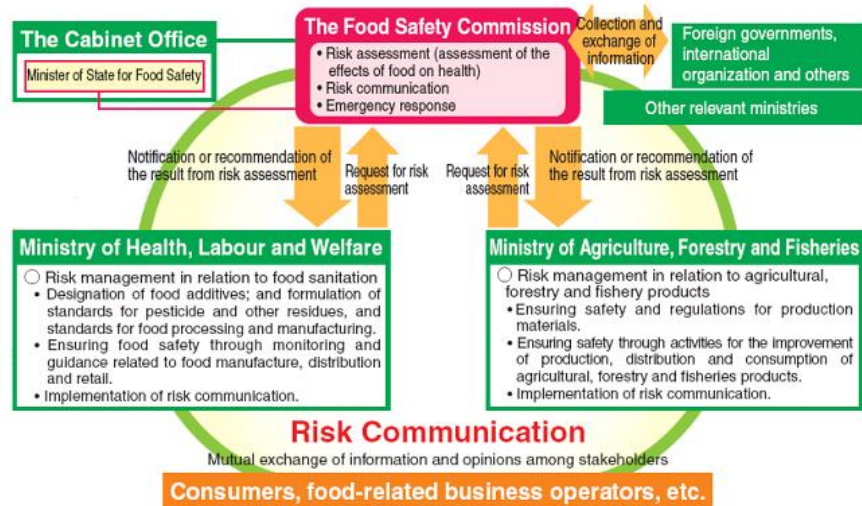 The Cabinet Office
Minister of State for Food Safety
The Food Safety Commission
• Risk assessment (assessment of the
effects of food on health)
• Risk communication
• Emergency response
Collection and
exchange of
information
Foreign governments,
international
organization and others
Other relevant ministries
Notification or recommendation of
the result from risk assessment
Request for risk
assessment
Request for risk
assessment
Notification or recommendation of
the result from risk assessment
Ministry of Health, Labour and Welfare
○ Risk management in relation to food sanitation
• Designation of food additives; and formulation of
standards for pesticide and other residues, and
standards for food processing and manufacturing.
• Ensuring food safety through monitoring and
guidance related to food manufacture, distribution
and retail.
• Implementation of risk communication.
Ministry of Agriculture, Forestry and Fisheries
○ Risk management in relation to agricultural,
forestry and fishery products
• Ensuring safety and regulations for production
materials.
• Ensuring safety through activities for the improvement
of production, distribution and consumption of
agricultural, forestry and fisheries products.
• Implementation of risk communication.
Risk Communication
Mutual exchange of information and opinions among stakeholders
Consumers, food-related business operators, etc.